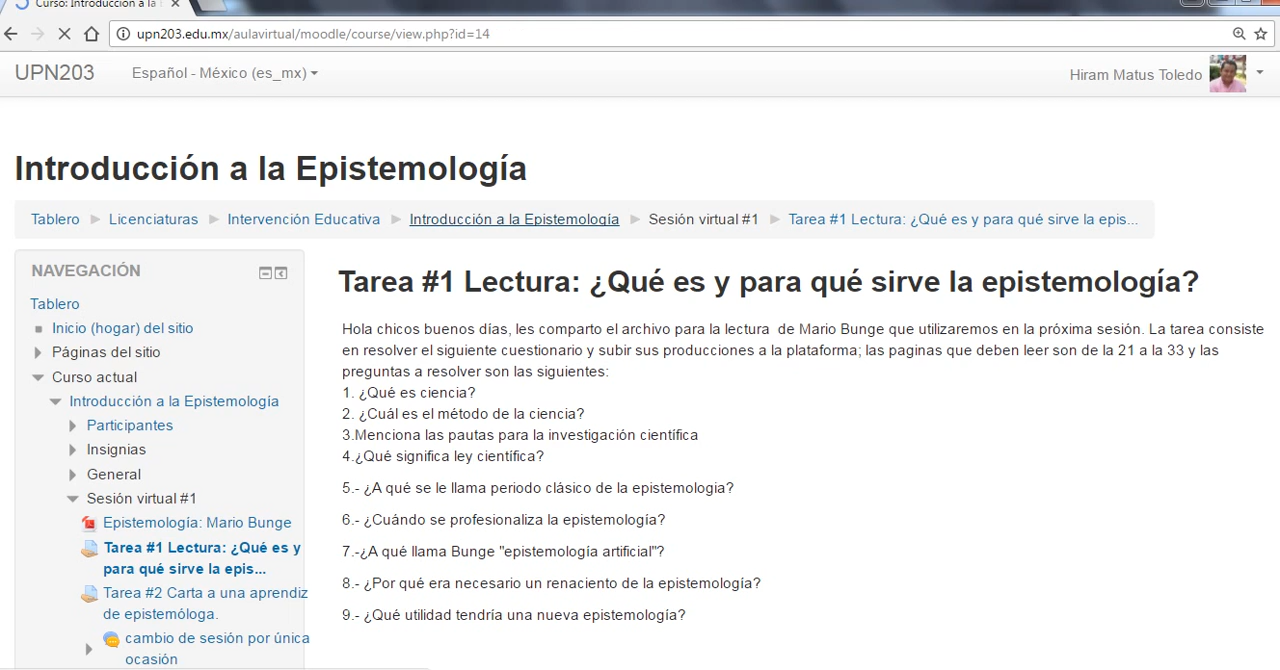 Curso: Introducción a la
upn203.edu.mx/aulavirtual/moodle/course/view.php?id=14
UPN203 Español - México (es_mx) Hiram Matus Toledo
Introducción a la Epistemología
Tablero Licenciaturas Intervención Educativa Introducción a la Epistemología Sesión virtual #1 Tarea #1 Lectura: ¿Qué es y para qué sirve la epis...
NAVEGACIÓN
Tablero
Inicio (hogar) del sitio
Páginas del sitio
Curso actual
Introducción a la Epistemología
Participantes
Insignias
General
Sesión virtual #1
Epistemología: Mario Bunge
Tarea #1 Lectura: ¿Qué es y
para qué sirve la epis...
Tarea #2 Carta a una aprendiz
de epistemóloga.
cambio de sesión por única
ocasión
Tarea #1 Lectura: ¿Qué es y para qué sirve la epistemología?
Hola chicos buenos días, les comparto el archivo para la lectura de Mario Bunge que utilizaremos en la próxima sesión. La tarea consiste
en resolver el siguiente cuestionario y subir sus producciones a la plataforma; las paginas que deben leer son de la 21 a la 33 y las
preguntas a resolver son las siguientes:
1. ¿Qué es ciencia?
2. ¿Cuál es el método de la ciencia?
3.Menciona las pautas para la investigación científica
4.¿Qué significa ley científica?
5.- ¿A qué se le llama periodo clásico de la epistemologia?
6.- ¿Cuándo se profesionaliza la epistemología?
7.-¿A qué llama Bunge "epistemología artificial"?
8.- ¿Por qué era necesario un renaciento de la epistemología?
9.- ¿Qué utilidad tendría una nueva epistemología?